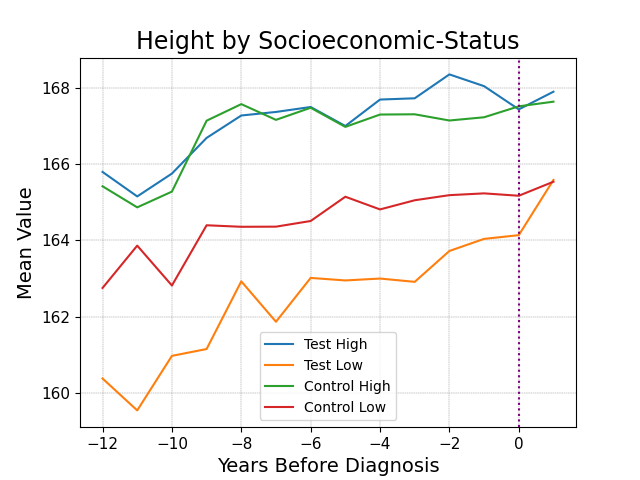 Height by Socioeconomic-Status
Mean Value
168
166
164
162
160
Test High
Test Low
Control High
Control Low
−12
−10
−8
−6
−4
−2
0
Years Before Diagnosis